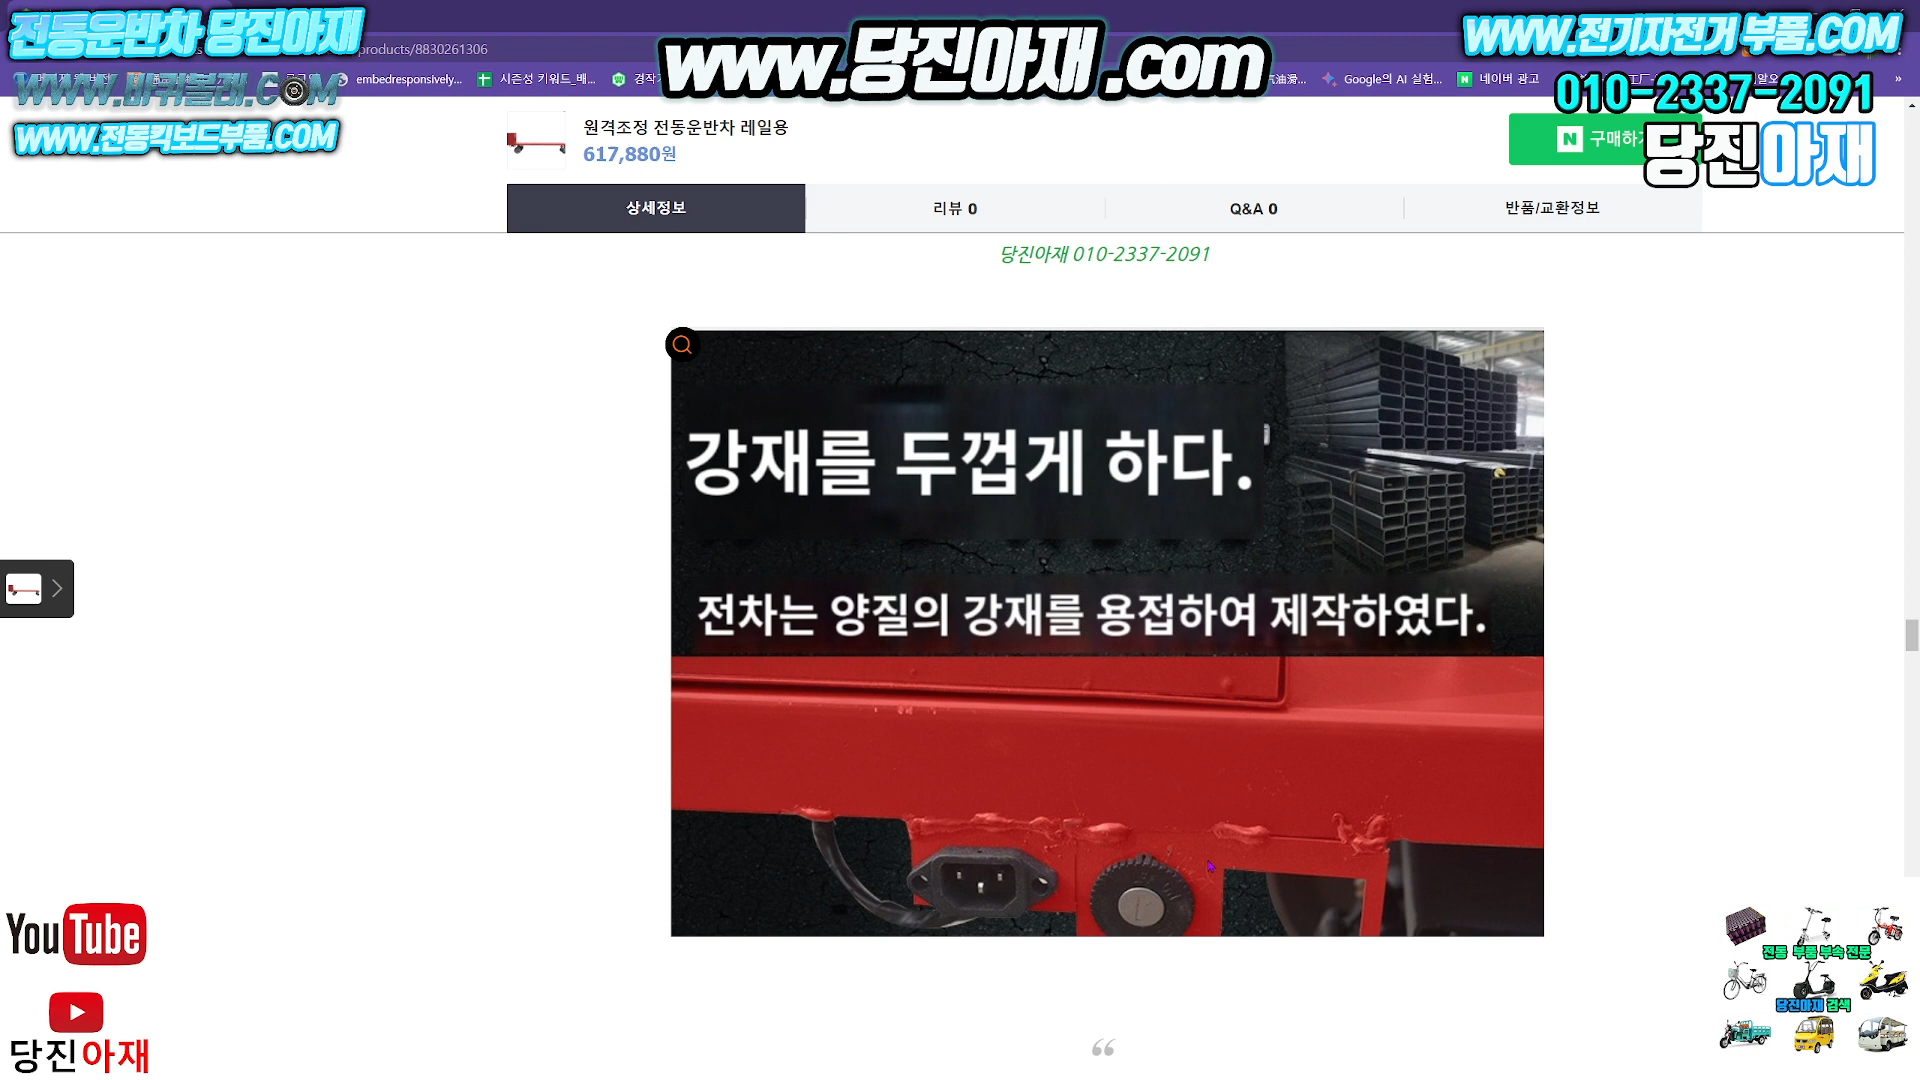 전동운반차 당진아재
www.당진아재.com
www.전기자전거 부품.COM
products/8830261306
embedresponsively...
시즌성 키워드_배...
Google의 AI 실험...
네이버 광고
»
WWW.바퀴볼레.COM
010-2337-2091
www.전동킥보드부품.COM
원격조정 전동운반차 레일용
617,880원
N 구매하기
당진아재
상세정보
리뷰 0
Q&A 0
반품/교환정보
당진아재 010-2337-2091
강재를 두껍게 하다.
전차는 양질의 강재를 용접하여 제작하였다.
YouTube
당진아재
전동 부품 부속 전문
당진아재 검색
“